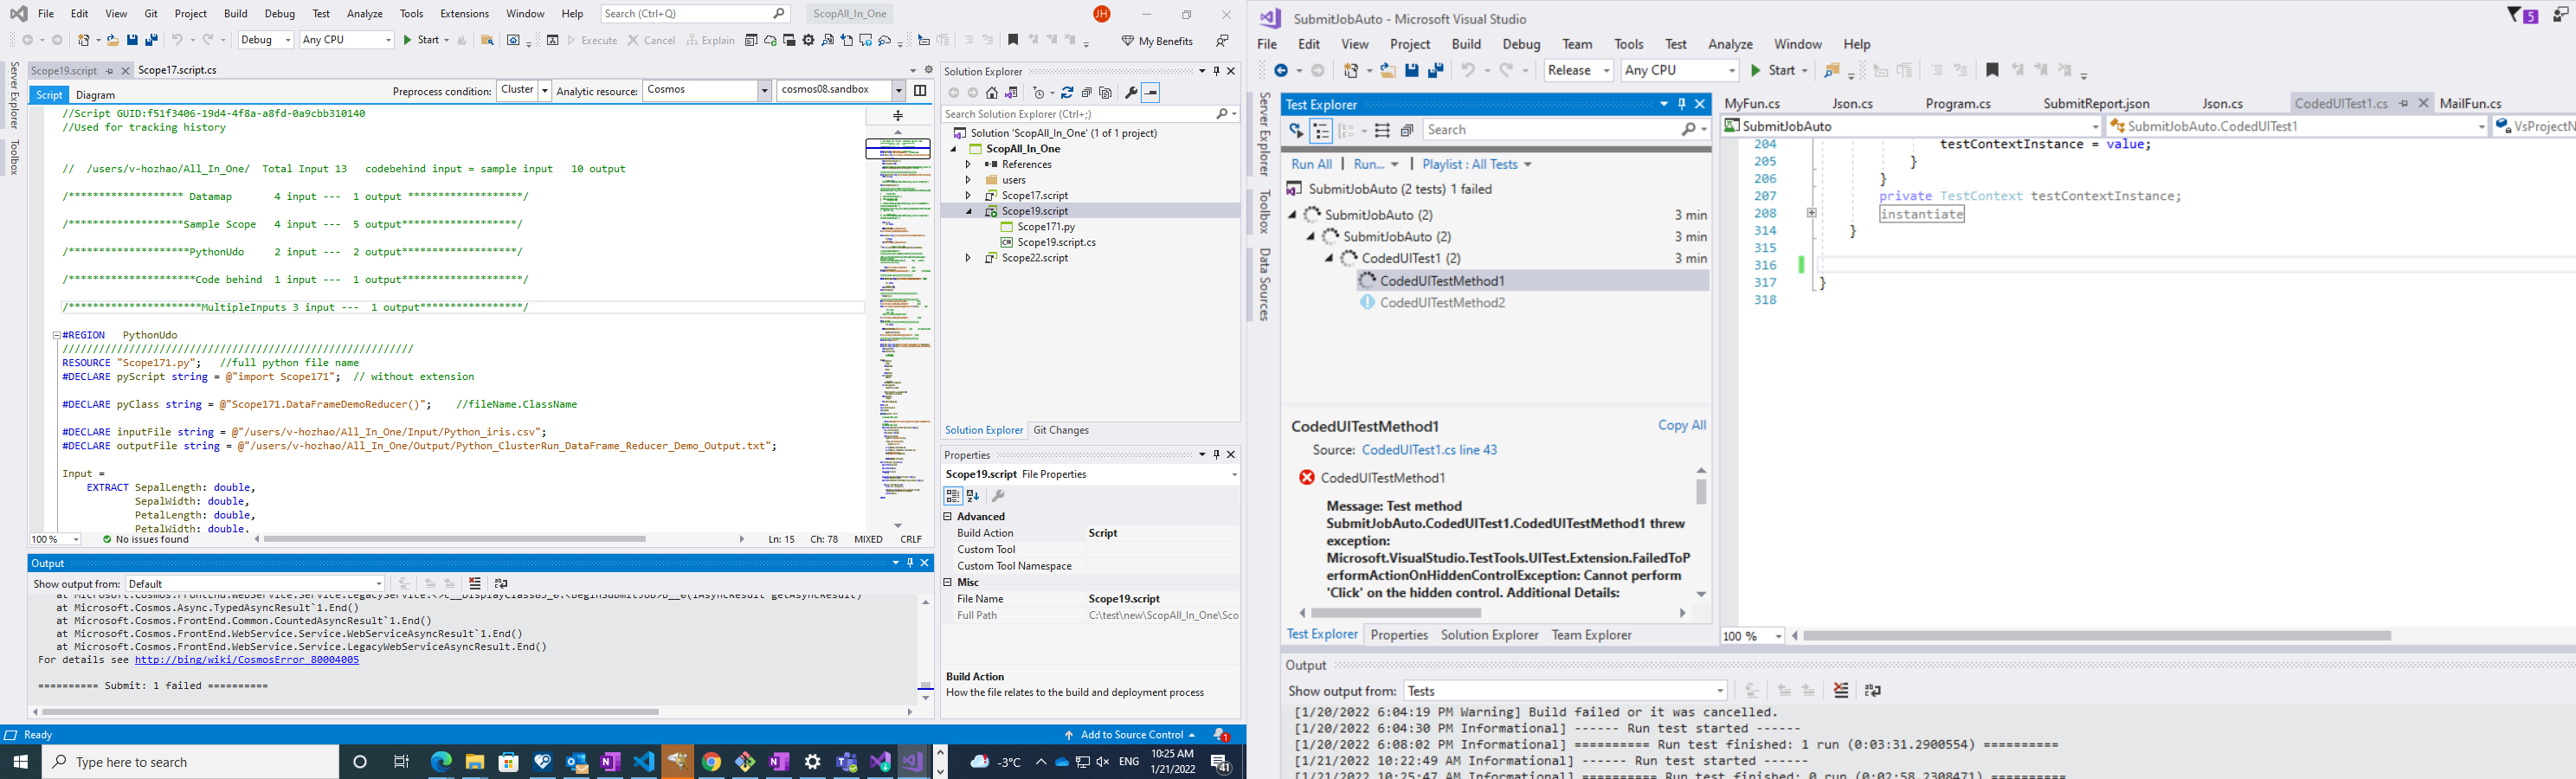 File Edit View Git Project Build Debug Test Analyze Tools Extensions Window Help Search (Ctrl+Q) ScopAll_In_One JH
Debug Any CPU Start Execute Cancel Explain My Benefits
Server Explorer
Toolbox
Scope19.script Scope17.script.cs
Script Diagram Preprocess condition: Cluster Analytic resource: Cosmos cosmos08.sandbox
//Script GUID:f51f3406-19d4-4f8a-a8fd-0a9cbb310140
//Used for tracking history
// /users/v-hozhao/All_In_One/ Total Input 13 codebehind input = sample input 10 output
/******************* Datamap 4 input --- 1 output *******************/
/*******************Sample Scope 4 input --- 5 output*******************/
/********************PythonUdo 2 input --- 2 output*******************/
/*********************Code behind 1 input --- 1 output********************/
/**********************MultipleInputs 3 input --- 1 output*****************/
#REGION PythonUdo
//////////////////////////////////////////////////////////
RESOURCE "Scope171.py"; //full python file name
#DECLARE pyScript string = @"import Scope171"; // without extension
#DECLARE pyClass string = @"Scope171.DataFrameDemoReducer()"; //fileName.ClassName
#DECLARE inputFile string = @"/users/v-hozhao/All_In_One/Input/Python_iris.csv";
#DECLARE outputFile string = @"/users/v-hozhao/All_In_One/Output/Python_ClusterRun_DataFrame_Reducer_Demo_Output.txt";
Input =
EXTRACT SepalLength: double,
SepalWidth: double,
PetalLength: double,
PetalWidth: double,
100 % No issues found Ln: 15 Ch: 78 MIXED CRLF
Output
Show output from: Default
at Microsoft.Cosmos.FrontEnd.WebService.Service.LegacyService.<>c__DisplayClass85_0.<BeginSubmitJob>b__0(IAsyncResult getAsyncResult)
at Microsoft.Cosmos.Async.TypedAsyncResult`1.End()
at Microsoft.Cosmos.FrontEnd.Common.CountedAsyncResult`1.End()
at Microsoft.Cosmos.FrontEnd.WebService.Service.WebServiceAsyncResult`1.End()
at Microsoft.Cosmos.FrontEnd.WebService.Service.LegacyWebServiceAsyncResult.End()
For details see http://bing/wiki/CosmosError_80004005
========== Submit: 1 failed ==========
Solution Explorer
Search Solution Explorer (Ctrl+;)
Solution 'ScopAll_In_One' (1 of 1 project)
ScopAll_In_One
References
users
Scope17.script
Scope19.script
Scope171.py
Scope19.script.cs
Scope22.script
Solution Explorer Git Changes
Properties
Scope19.script File Properties
Advanced
Build Action Script
Custom Tool
Custom Tool Namespace
Misc
File Name Scope19.script
Full Path C:\test\new\ScopAll_In_One\Sco
Build Action
How the file relates to the build and deployment process
Ready Add to Source Control 1
Type here to search -3°C ENG 10:25 AM 1/21/2022 41
SubmitJobAuto - Microsoft Visual Studio 5
File Edit View Project Build Debug Team Tools Test Analyze Window Help
Release Any CPU Start
Server Explorer
Toolbox
Data Sources
Test Explorer
Search
Run All Run... Playlist : All Tests
SubmitJobAuto (2 tests) 1 failed
SubmitJobAuto (2) 3 min
SubmitJobAuto (2) 3 min
CodedUITest1 (2) 3 min
CodedUITestMethod1
CodedUITestMethod2
CodedUITestMethod1 Copy All
Source: CodedUITest1.cs line 43
CodedUITestMethod1
Message: Test method
SubmitJobAuto.CodedUITest1.CodedUITestMethod1 threw
exception:
Microsoft.VisualStudio.TestTools.UITest.Extension.FailedToP
erformActionOnHiddenControlException: Cannot perform
'Click' on the hidden control. Additional Details:
Test Explorer Properties Solution Explorer Team Explorer
MyFun.cs Json.cs Program.cs SubmitReport.json Json.cs CodedUITest1.cs MailFun.cs
SubmitJobAuto SubmitJobAuto.CodedUITest1 VsProjectN
204 testContextInstance = value;
205 }
206 }
207 private TestContext testContextInstance;
208 instantiate
314 }
315
316
317 }
318
100 %
Output
Show output from: Tests
[1/20/2022 6:04:19 PM Warning] Build failed or it was cancelled.
[1/20/2022 6:04:30 PM Informational] ------ Run test started ------
[1/20/2022 6:08:02 PM Informational] ========== Run test finished: 1 run (0:03:31.2900554) ==========
[1/21/2022 10:22:49 AM Informational] ------ Run test started ------
[1/21/2022 10:25:47 AM Informational] ========== Run test finished: 0 run (0:02:58.2308471) ==========